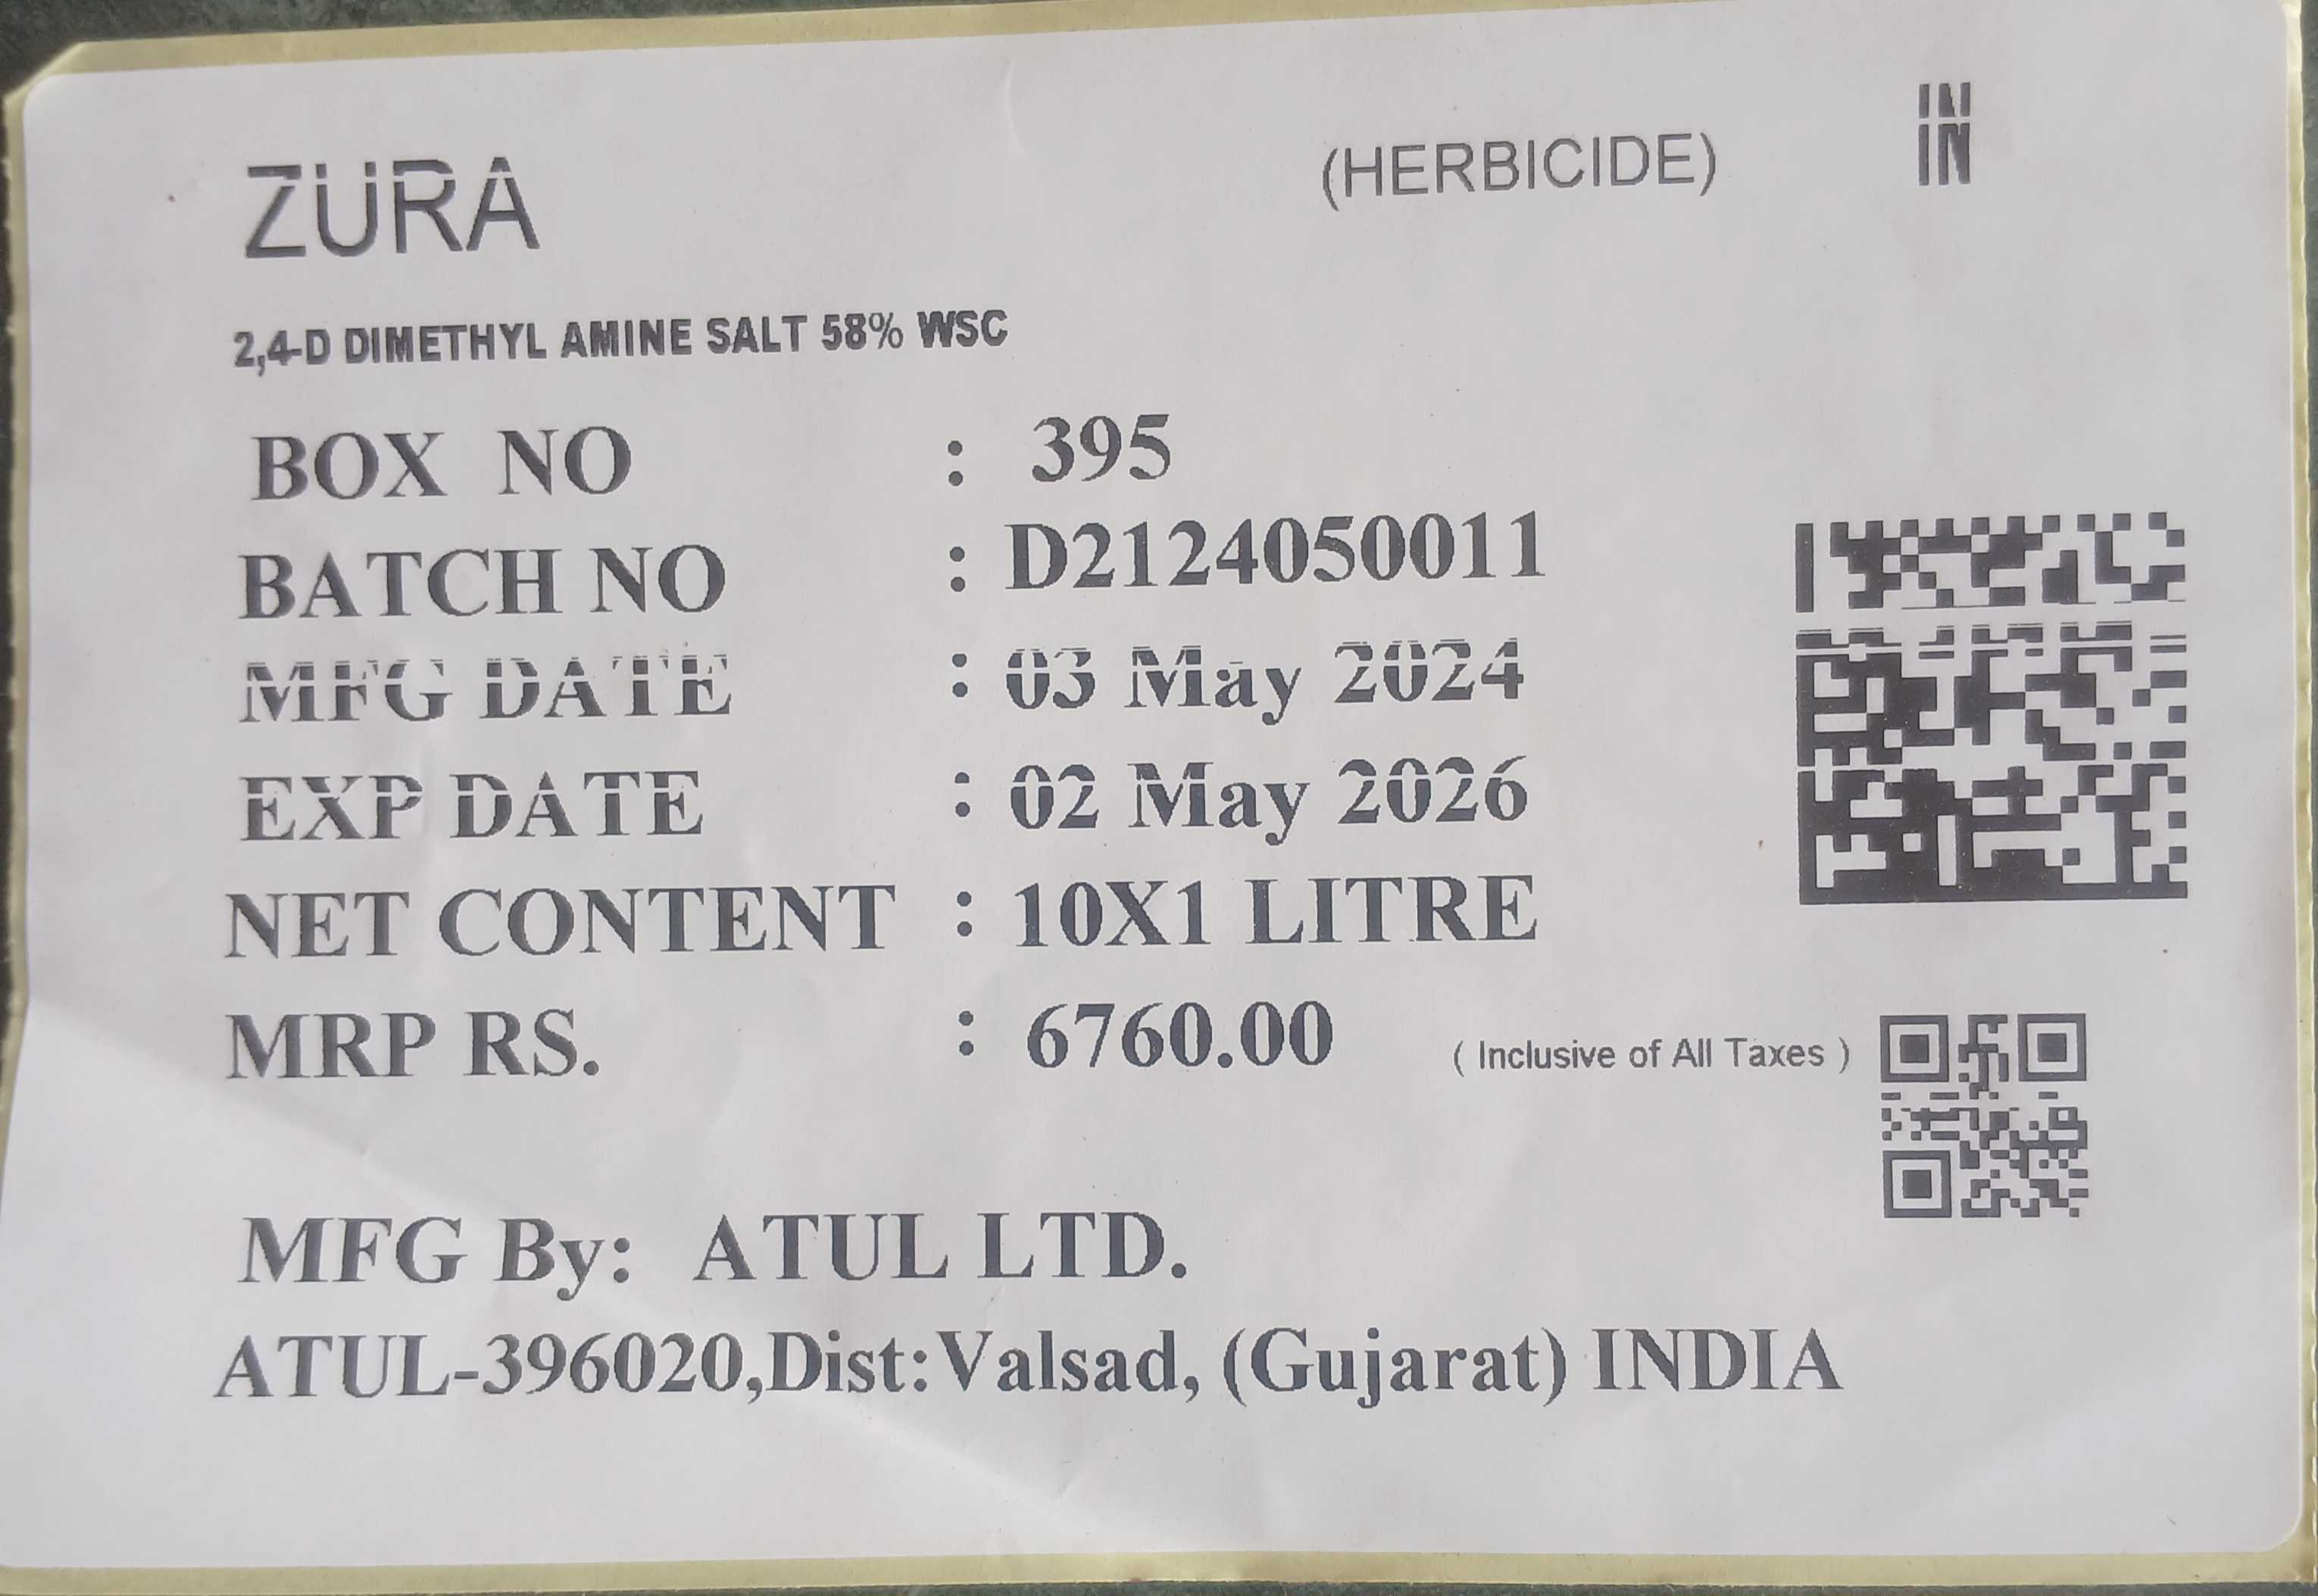 ZURA (HERBICIDE) IN
2,4-D DIMETHYL AMINE SALT 58% WSC
BOX NO : 395
BATCH NO : D2124050011
MFG DATE : 03 May 2024
EXP DATE : 02 May 2026
NET CONTENT : 10X1 LITRE
MRP RS. : 6760.00 ( Inclusive of All Taxes )
MFG By: ATUL LTD.
ATUL-396020,Dist:Valsad, (Gujarat) INDIA